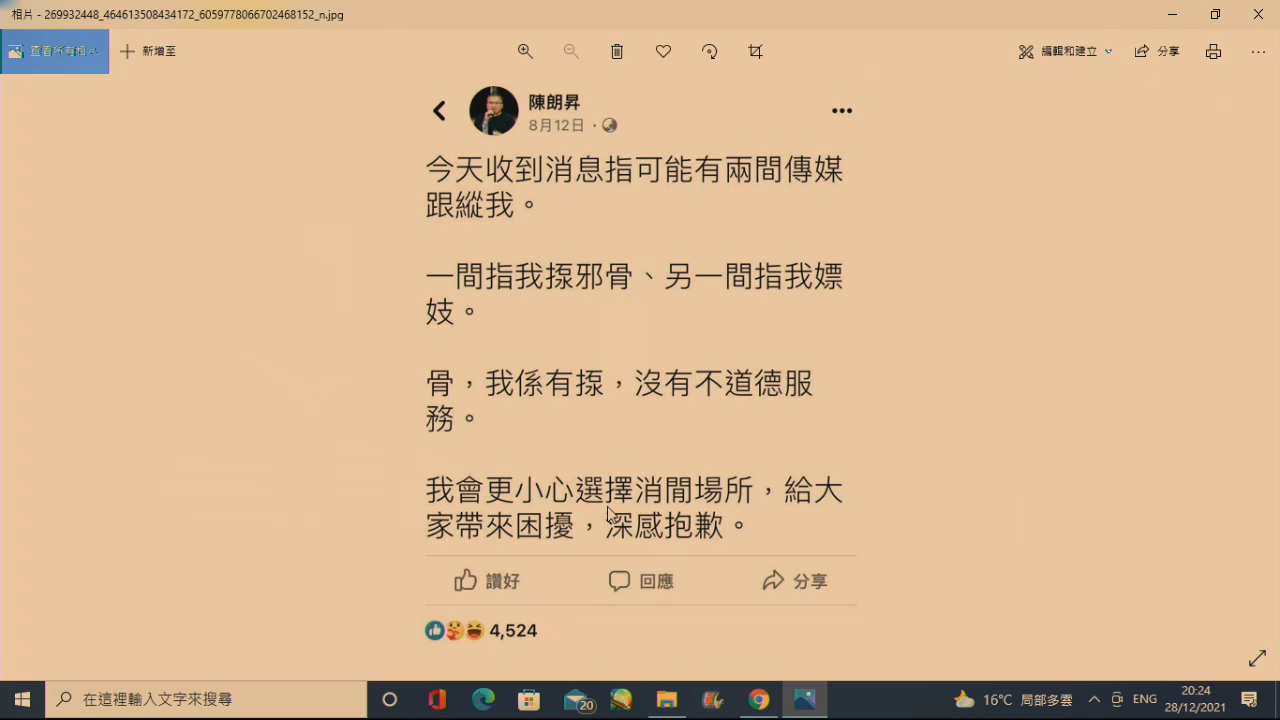 相片 - 269932448_464613508434172_6059778066702468152_n.jpg
查看所有相片
新增至
編輯和建立
分享
陳朗昇
8月12日 ·
今天收到消息指可能有兩間傳媒
跟縱我。
一間指我揼邪骨、另一間指我嫖
妓。
骨，我係有揼，沒有不道德服
務。
我會更小心選擇消閒場所，給大
家帶來困擾，深感抱歉。
讚好
回應
分享
4,524
在這裡輸入文字來搜尋
20
16°C 局部多雲
ENG
20:24
28/12/2021